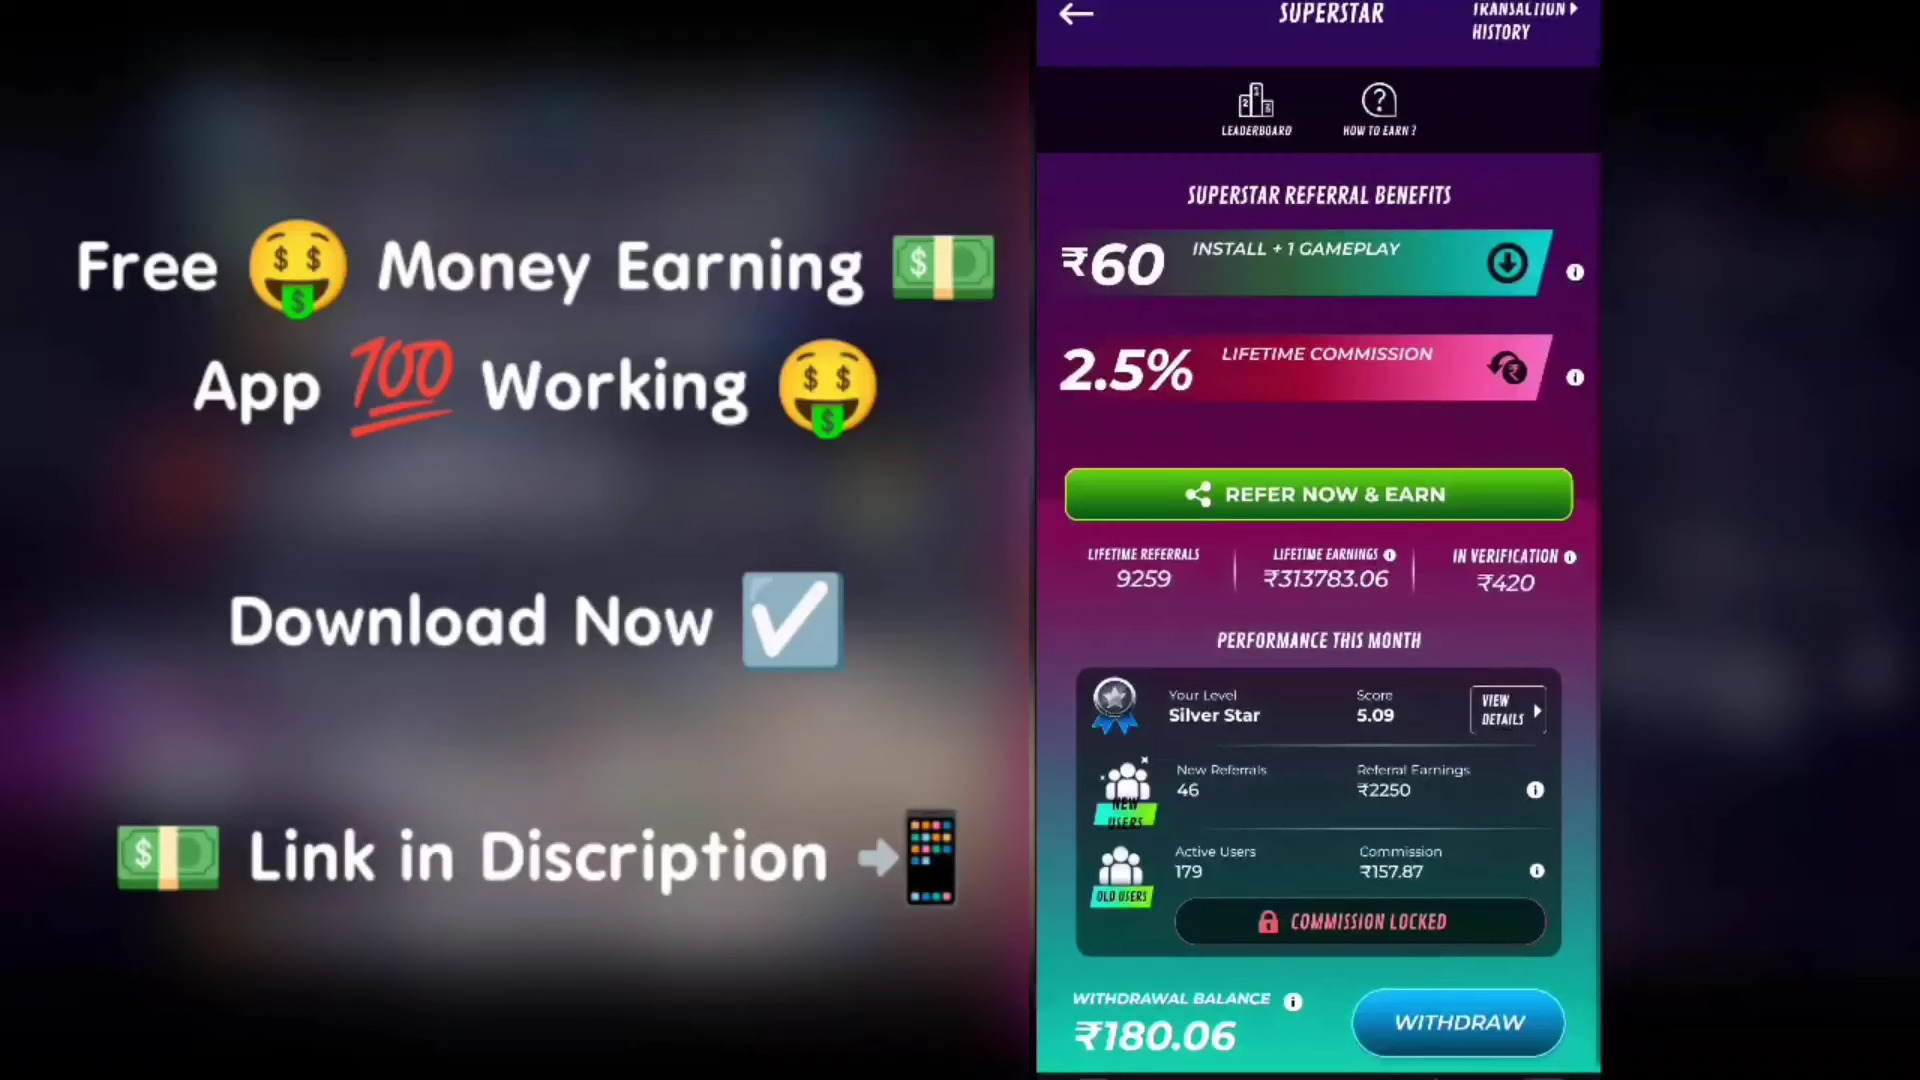 Free 🤑 Money Earning 💵
App 💯 Working 🤑
Download Now ☑️
💵 Link in Discription 📲
SUPERSTAR
TRANSACTION
HISTORY
LEADERBOARD
HOW TO EARN ?
SUPERSTAR REFERRAL BENEFITS
₹60 INSTALL + 1 GAMEPLAY
2.5% LIFETIME COMMISSION
REFER NOW & EARN
LIFETIME REFERRALS
9259
LIFETIME EARNINGS
₹313783.06
IN VERIFICATION
₹420
PERFORMANCE THIS MONTH
Your Level
Silver Star
Score
5.09
VIEW
DETAILS
NEW
USERS
New Referrals
46
Referral Earnings
₹2250
OLD USERS
Active Users
179
Commission
₹157.87
COMMISSION LOCKED
WITHDRAWAL BALANCE
₹180.06
WITHDRAW